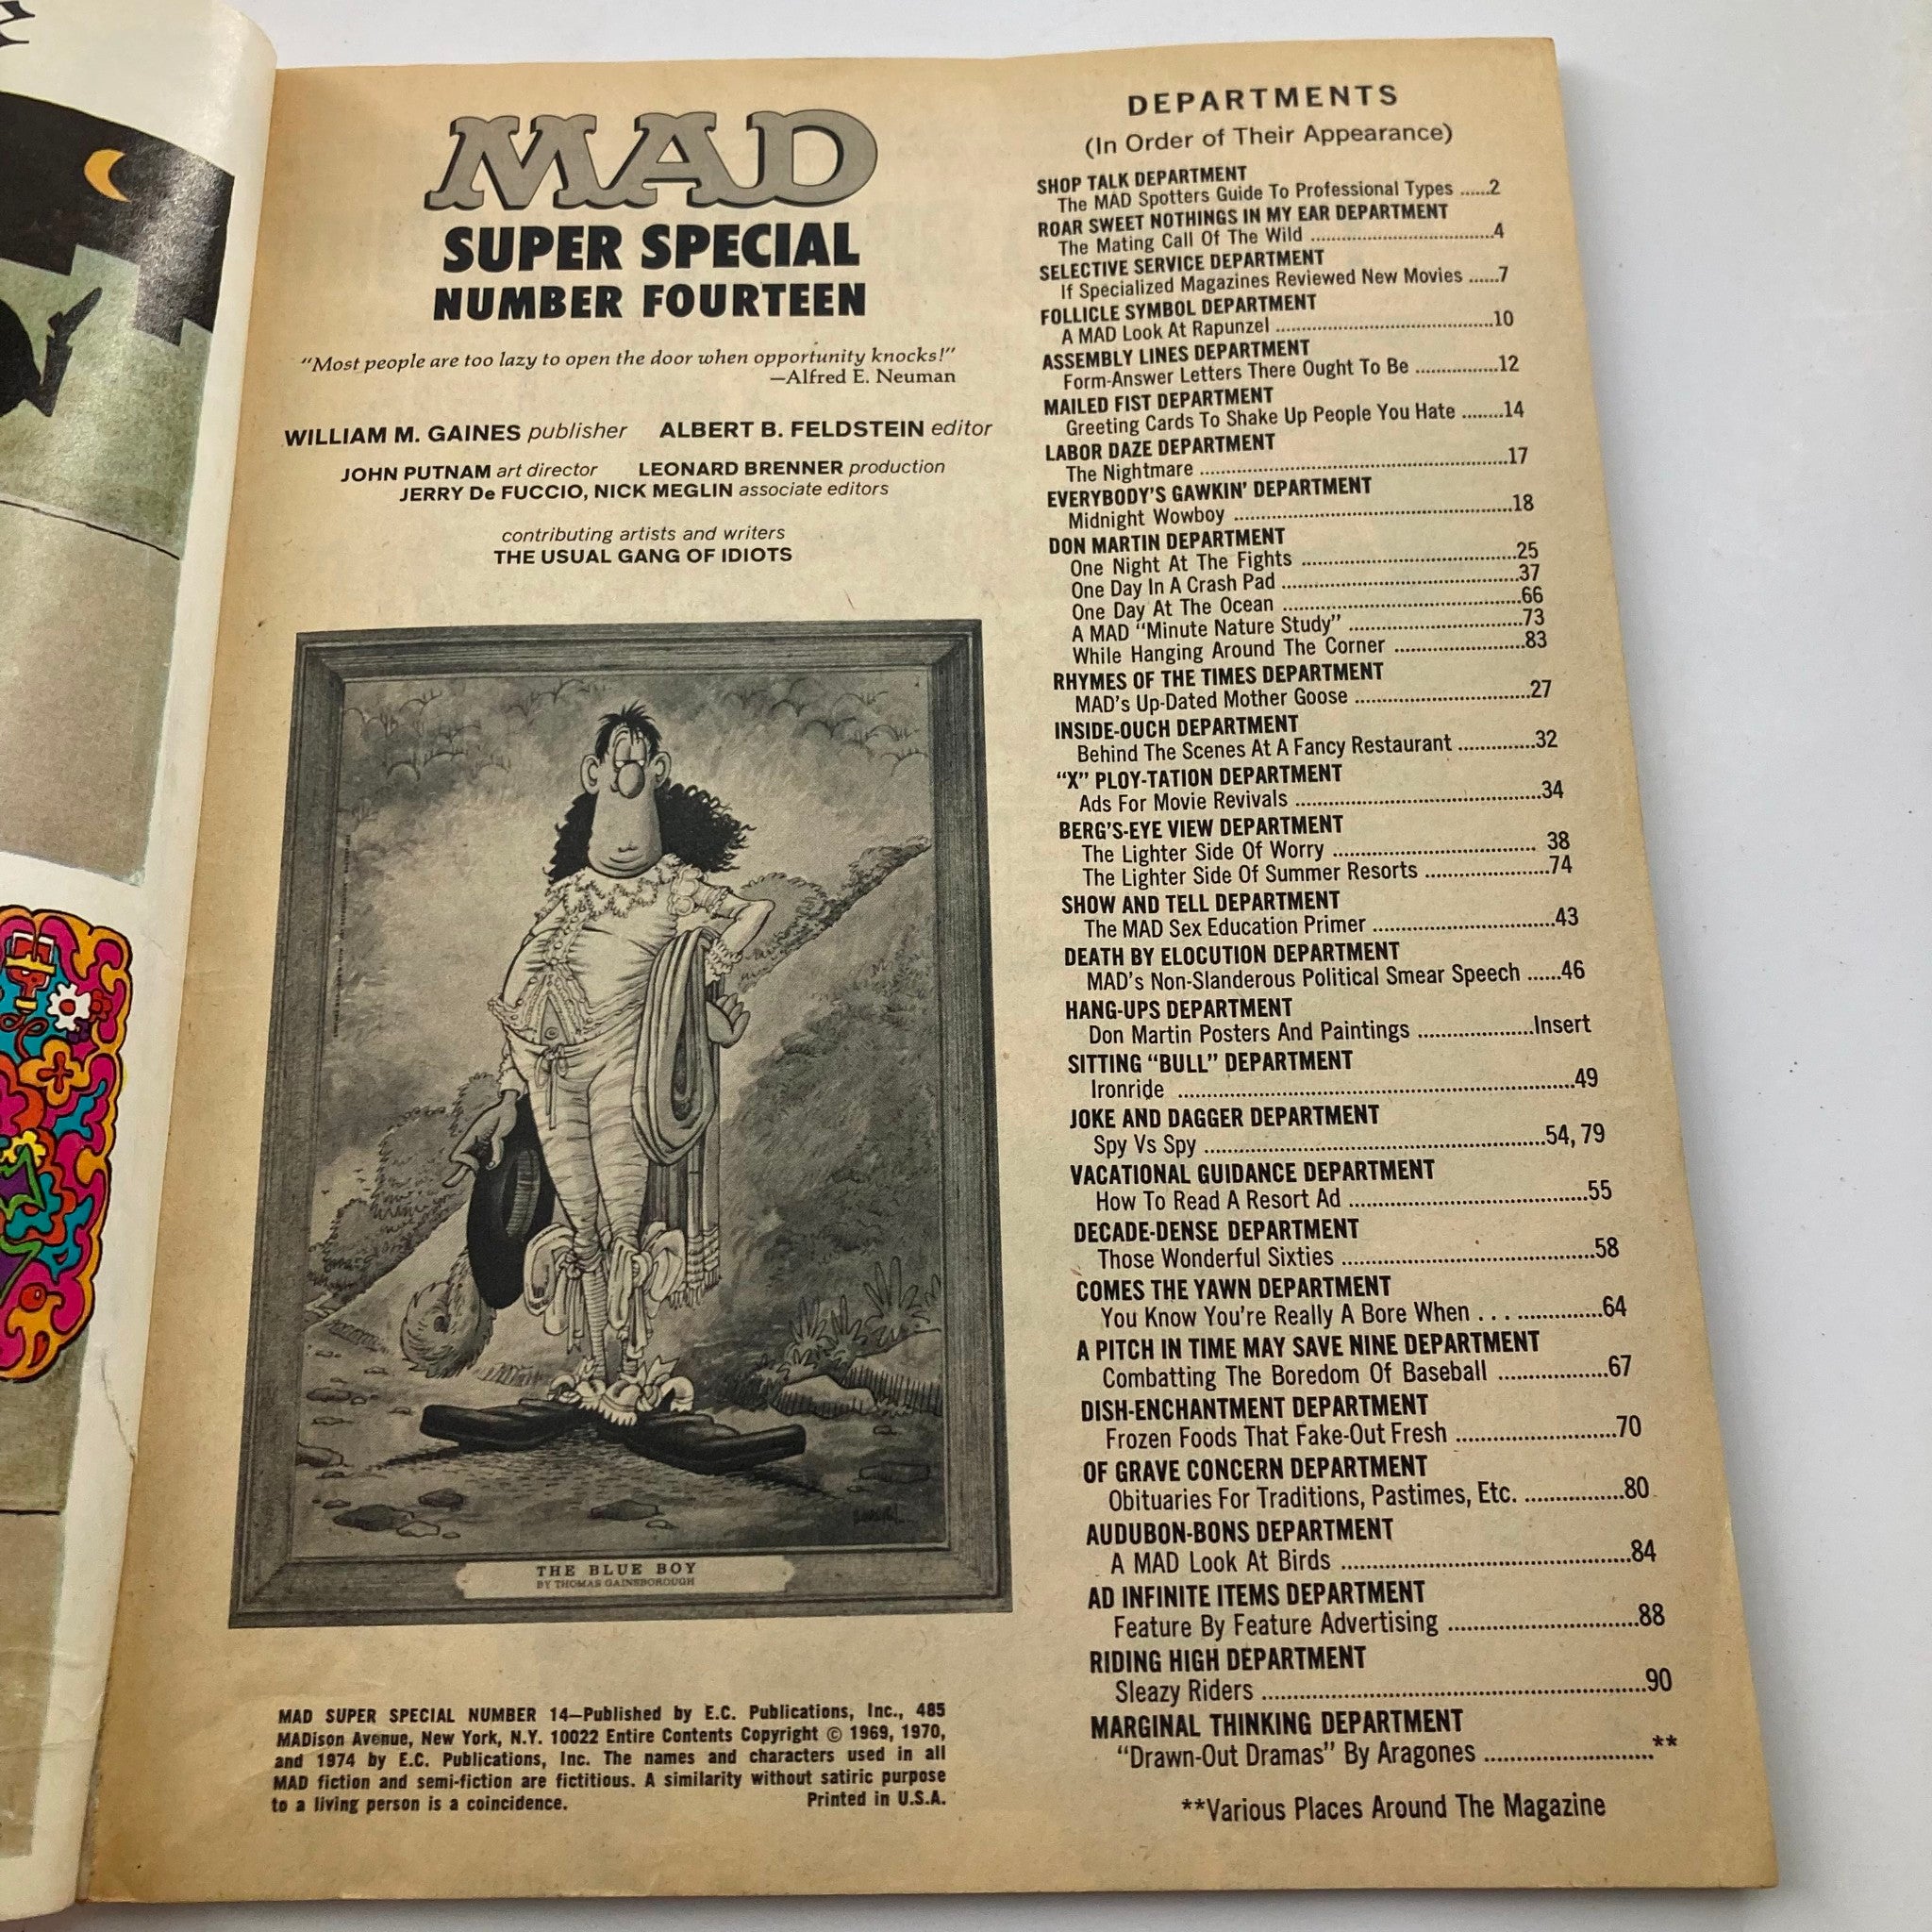 MAD
SUPER SPECIAL
NUMBER FOURTEEN
“Most people are too lazy to open the door when opportunity knocks!”
—Alfred E. Neuman
WILLIAM M. GAINES publisher ALBERT B. FELDSTEIN editor
JOHN PUTNAM art director LEONARD BRENNER production
JERRY De FUCCIO, NICK MEGLIN associate editors
contributing artists and writers
THE USUAL GANG OF IDIOTS
THE BLUE BOY
BY THOMAS GAINSBOROUGH
MAD SUPER SPECIAL NUMBER 14—Published by E.C. Publications, Inc., 485
MADison Avenue, New York, N.Y. 10022 Entire Contents Copyright © 1969, 1970,
and 1974 by E.C. Publications, Inc. The names and characters used in all
MAD fiction and semi-fiction are fictitious. A similarity without satiric purpose
to a living person is a coincidence. Printed in U.S.A.
DEPARTMENTS
(In Order of Their Appearance)
SHOP TALK DEPARTMENT
The MAD Spotters Guide To Professional Types ......2
ROAR SWEET NOTHINGS IN MY EAR DEPARTMENT
The Mating Call Of The Wild ......4
SELECTIVE SERVICE DEPARTMENT
If Specialized Magazines Reviewed New Movies ......7
FOLLICLE SYMBOL DEPARTMENT
A MAD Look At Rapunzel ......10
ASSEMBLY LINES DEPARTMENT
Form-Answer Letters There Ought To Be ......12
MAILED FIST DEPARTMENT
Greeting Cards To Shake Up People You Hate ......14
LABOR DAZE DEPARTMENT
The Nightmare ......17
EVERYBODY'S GAWKIN' DEPARTMENT
Midnight Wowboy ......18
DON MARTIN DEPARTMENT
One Night At The Fights ......25
One Day In A Crash Pad ......37
One Day At The Ocean ......66
A MAD “Minute Nature Study” ......73
While Hanging Around The Corner ......83
RHYMES OF THE TIMES DEPARTMENT
MAD's Up-Dated Mother Goose ......27
INSIDE-OUCH DEPARTMENT
Behind The Scenes At A Fancy Restaurant ......32
“X” PLOY-TATION DEPARTMENT
Ads For Movie Revivals ......34
BERG'S-EYE VIEW DEPARTMENT
The Lighter Side Of Worry ...... 38
The Lighter Side Of Summer Resorts ......74
SHOW AND TELL DEPARTMENT
The MAD Sex Education Primer ......43
DEATH BY ELOCUTION DEPARTMENT
MAD's Non-Slanderous Political Smear Speech ......46
HANG-UPS DEPARTMENT
Don Martin Posters And Paintings ......Insert
SITTING “BULL” DEPARTMENT
Ironride ......49
JOKE AND DAGGER DEPARTMENT
Spy Vs Spy ......54, 79
VACATIONAL GUIDANCE DEPARTMENT
How To Read A Resort Ad ......55
DECADE-DENSE DEPARTMENT
Those Wonderful Sixties ......58
COMES THE YAWN DEPARTMENT
You Know You're Really A Bore When . . . ......64
A PITCH IN TIME MAY SAVE NINE DEPARTMENT
Combatting The Boredom Of Baseball ......67
DISH-ENCHANTMENT DEPARTMENT
Frozen Foods That Fake-Out Fresh ......70
OF GRAVE CONCERN DEPARTMENT
Obituaries For Traditions, Pastimes, Etc. ......80
AUDUBON-BONS DEPARTMENT
A MAD Look At Birds ......84
AD INFINITE ITEMS DEPARTMENT
Feature By Feature Advertising ......88
RIDING HIGH DEPARTMENT
Sleazy Riders ......90
MARGINAL THINKING DEPARTMENT
“Drawn-Out Dramas” By Aragones ......**
**Various Places Around The Magazine